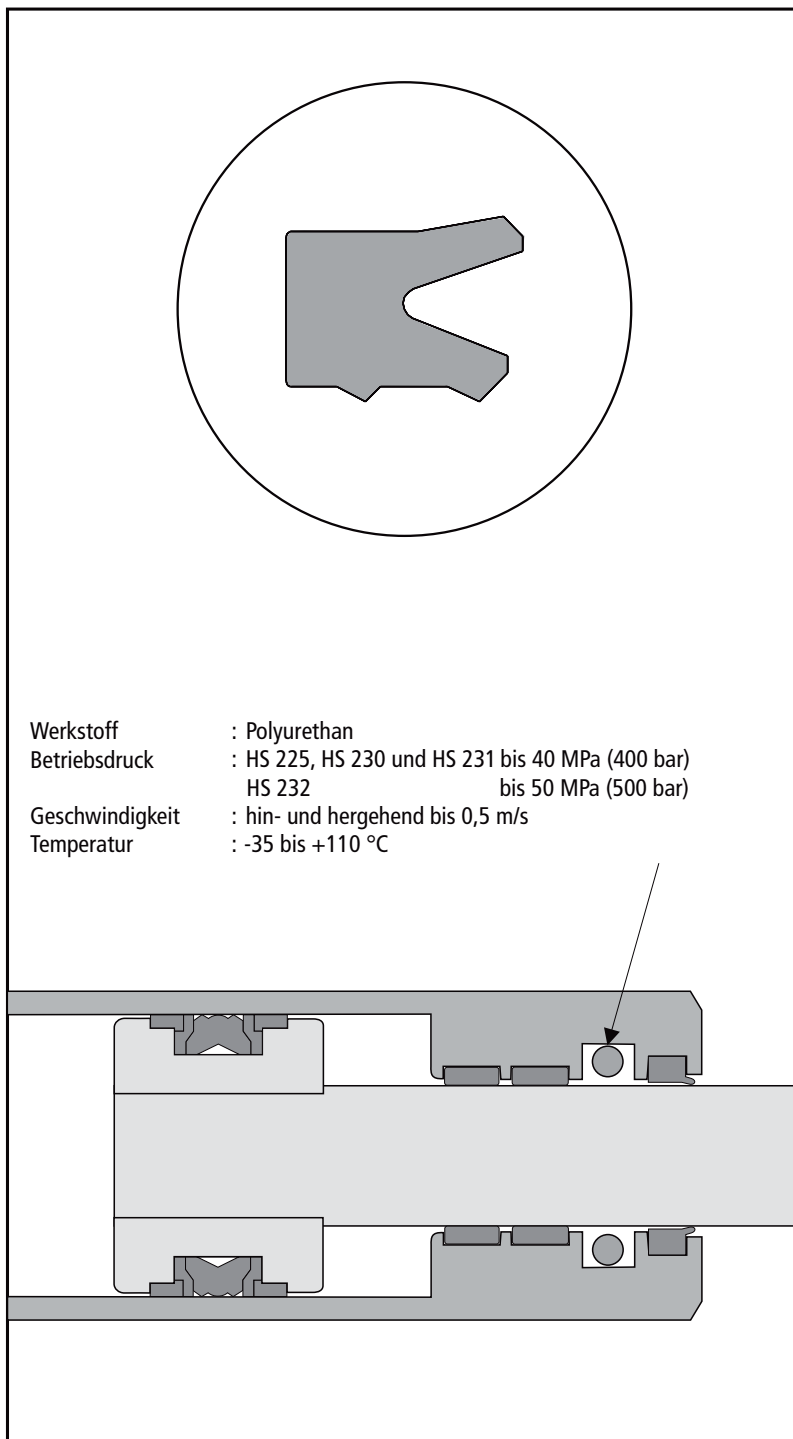 Werkstoff : Polyurethan
Betriebsdruck : HS 225, HS 230 und HS 231 bis 40 MPa (400 bar)
HS 232 bis 50 MPa (500 bar)
Geschwindigkeit : hin- und hergehend bis 0,5 m/s
Temperatur : -35 bis +110 °C